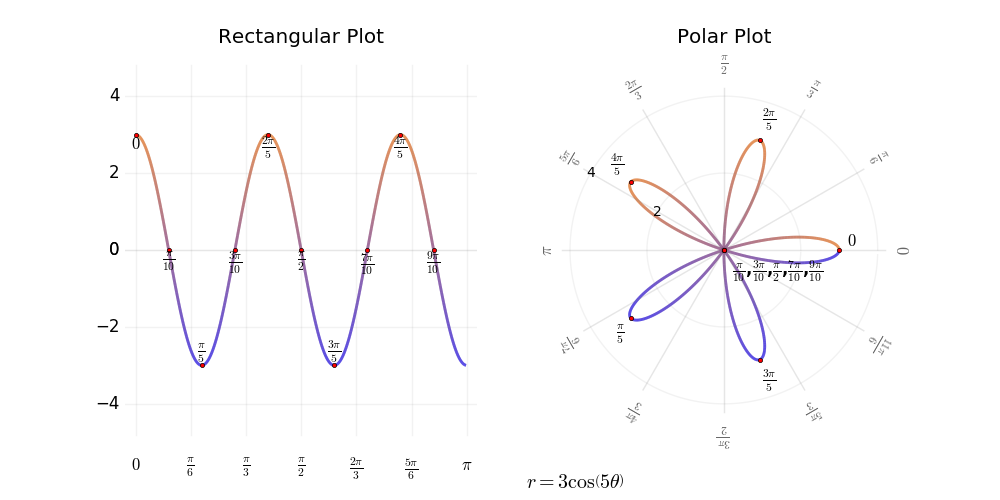 Rectangular Plot
4
2
0
−2
−4
0
π/10
π/5
3π/10
2π/5
π/2
3π/5
7π/10
4π/5
9π/10
0 π/6 π/3 π/2 2π/3 5π/6 π
Polar Plot
π/2
2π/3 π/3
5π/6 π/6
π 0
7π/6 11π/6
4π/3 5π/3
3π/2
2π/5
4π/5
4
2
0
π/10, 3π/10, π/2, 7π/10, 9π/10
π/5
3π/5
r = 3cos(5θ)